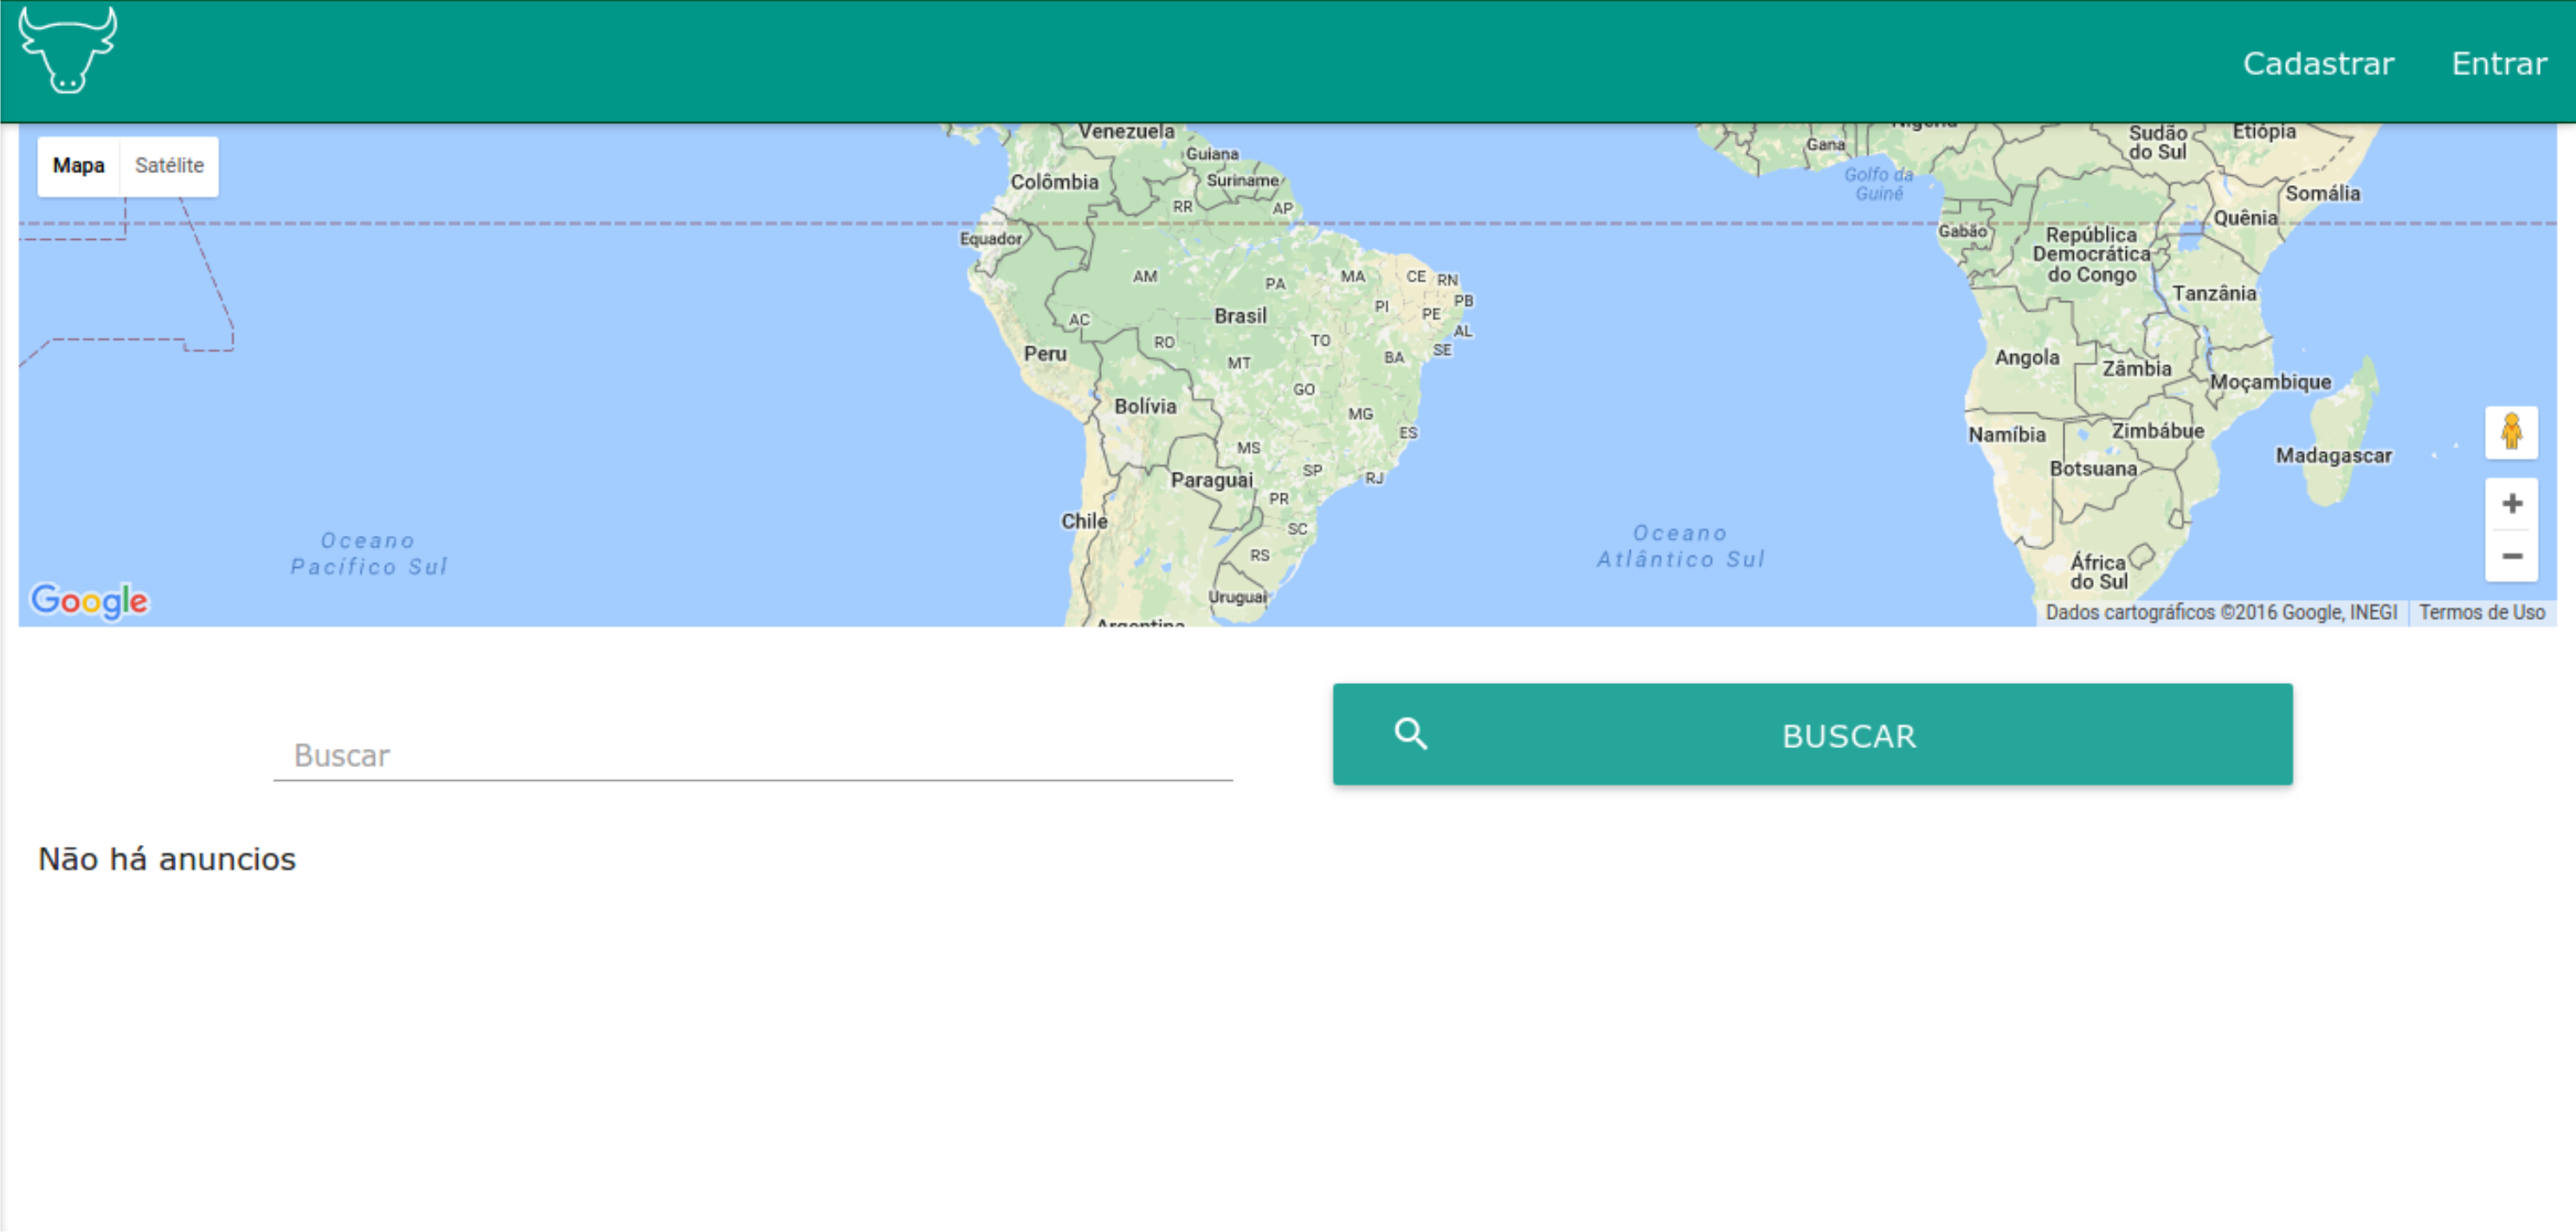 Cadastrar Entrar
Mapa Satélite
Venezuela
Guiana
Colômbia
Suriname
RR
AP
Equador
AM
PA
MA
CE
RN
PB
PI
PE
AL
Brasil
AC
RO
TO
SE
BA
MT
Peru
GO
Bolívia
MG
ES
MS
SP
RJ
Paraguai
PR
Chile
SC
RS
Uruguai
Argentina
Oceano
Pacífico Sul
Oceano
Atlântico Sul
Nigéria
Gana
Golfo da
Guiné
Sudão
do Sul
Etiópia
Somália
Quênia
Gabão
República
Democrática
do Congo
Tanzânia
Angola
Zâmbia
Moçambique
Namíbia
Zimbábue
Botsuana
Madagascar
África
do Sul
Google
Dados cartográficos ©2016 Google, INEGI Termos de Uso
Buscar
BUSCAR
Não há anuncios